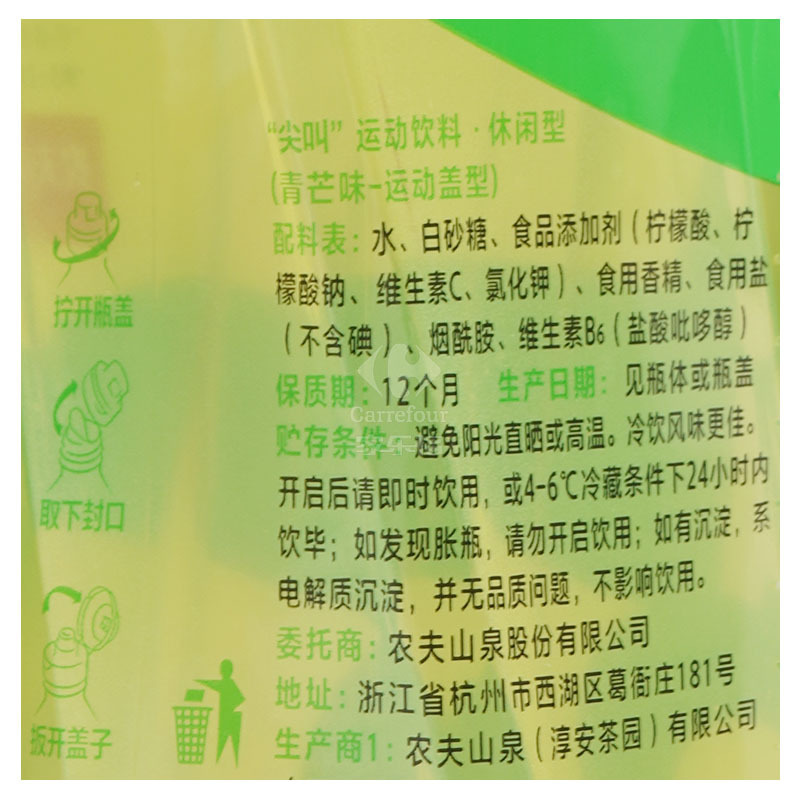 “尖叫”运动饮料·休闲型
(青芒味-运动盖型)
配料表：水、白砂糖、食品添加剂（柠檬酸、柠
檬酸钠、维生素C、氯化钾）、食用香精、食用盐
（不含碘）、烟酰胺、维生素B6（盐酸吡哆醇）
保质期：12个月 生产日期：见瓶体或瓶盖
贮存条件：避免阳光直晒或高温。冷饮风味更佳。
开启后请即时饮用，或4-6℃冷藏条件下24小时内
饮毕；如发现胀瓶，请勿开启饮用；如有沉淀，系
电解质沉淀，并无品质问题，不影响饮用。
委托商：农夫山泉股份有限公司
地址：浙江省杭州市西湖区葛衙庄181号
生产商1：农夫山泉（淳安茶园）有限公司
拧开瓶盖
取下封口
扳开盖子
Carrefour
家乐福